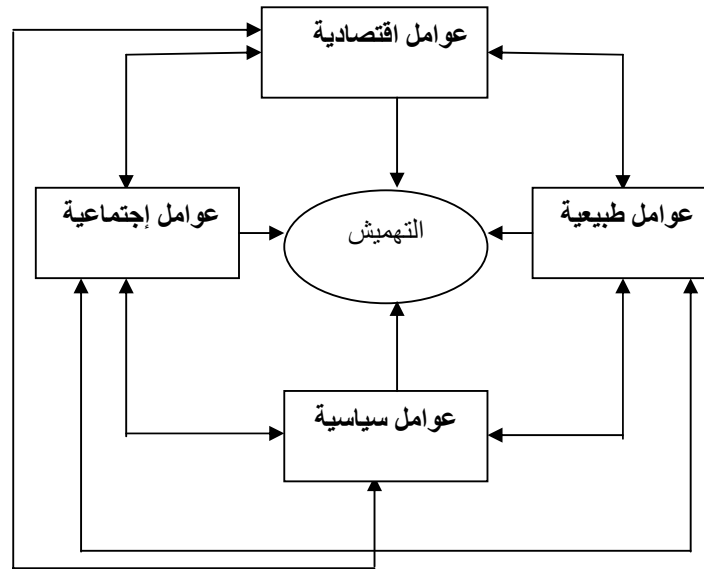 عوامل اقتصادية
عوامل طبيعية
التهميش
عوامل إجتماعية
عوامل سياسية